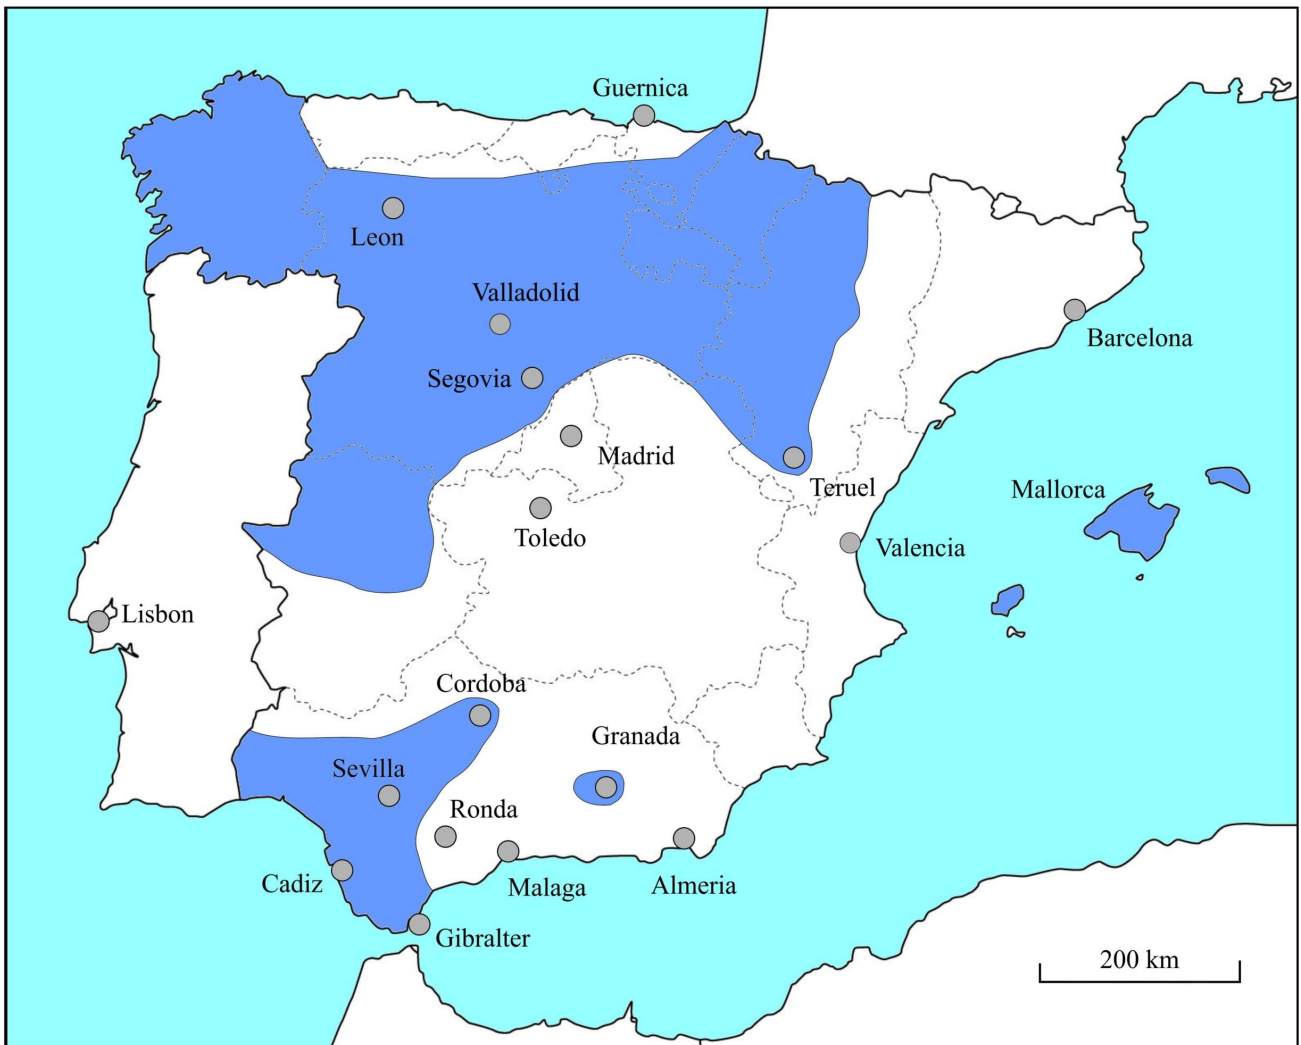 Guernica
Leon
Valladolid
Barcelona
Segovia
Madrid
Teruel
Mallorca
Toledo
Valencia
Lisbon
Cordoba
Granada
Sevilla
Ronda
Cadiz
Malaga
Almeria
Gibralter
200 km